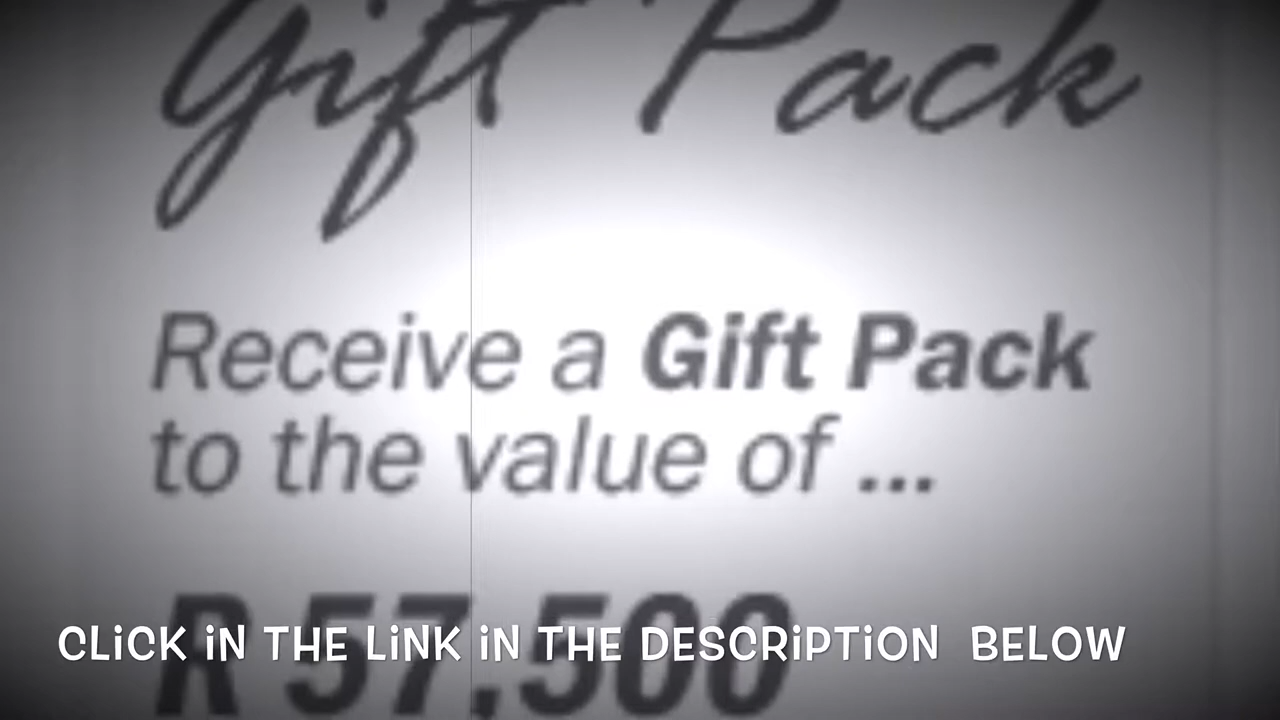 Gift Pack
Receive a Gift Pack
to the value of ...
R 57,500
CLICK IN THE LINK IN THE DESCRIPTION BELOW